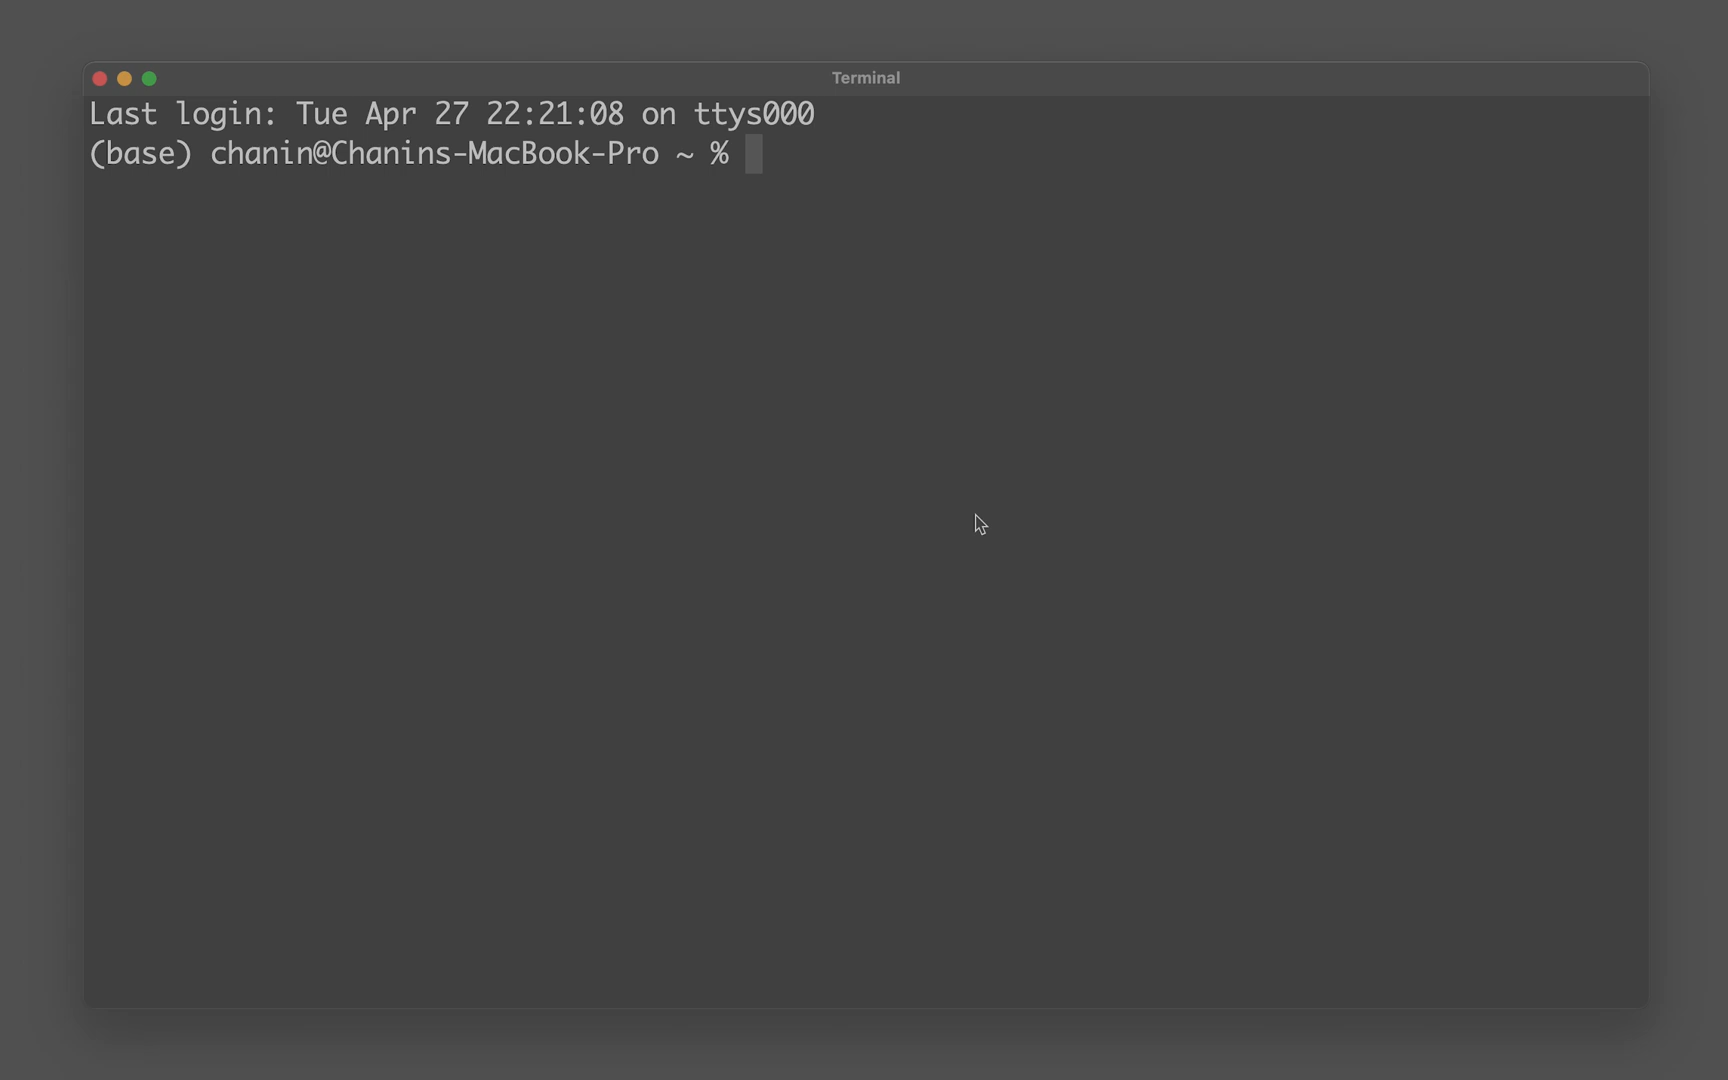 Terminal
Last login: Tue Apr 27 22:21:08 on ttys000
(base) chanin@Chanins-MacBook-Pro ~ %